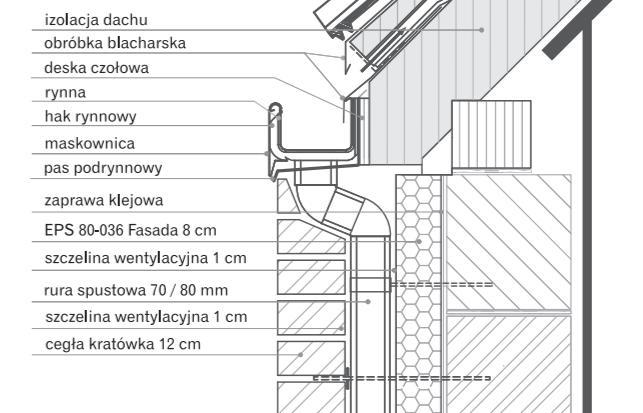 izolacja dachu
obróbka blacharska
deska czołowa
rynna
hak rynnowy
maskownica
pas podrynnowy
zaprawa klejowa
EPS 80-036 Fasada 8 cm
szczelina wentylacyjna 1 cm
rura spustowa 70 / 80 mm
szczelina wentylacyjna 1 cm
cegła kratówka 12 cm